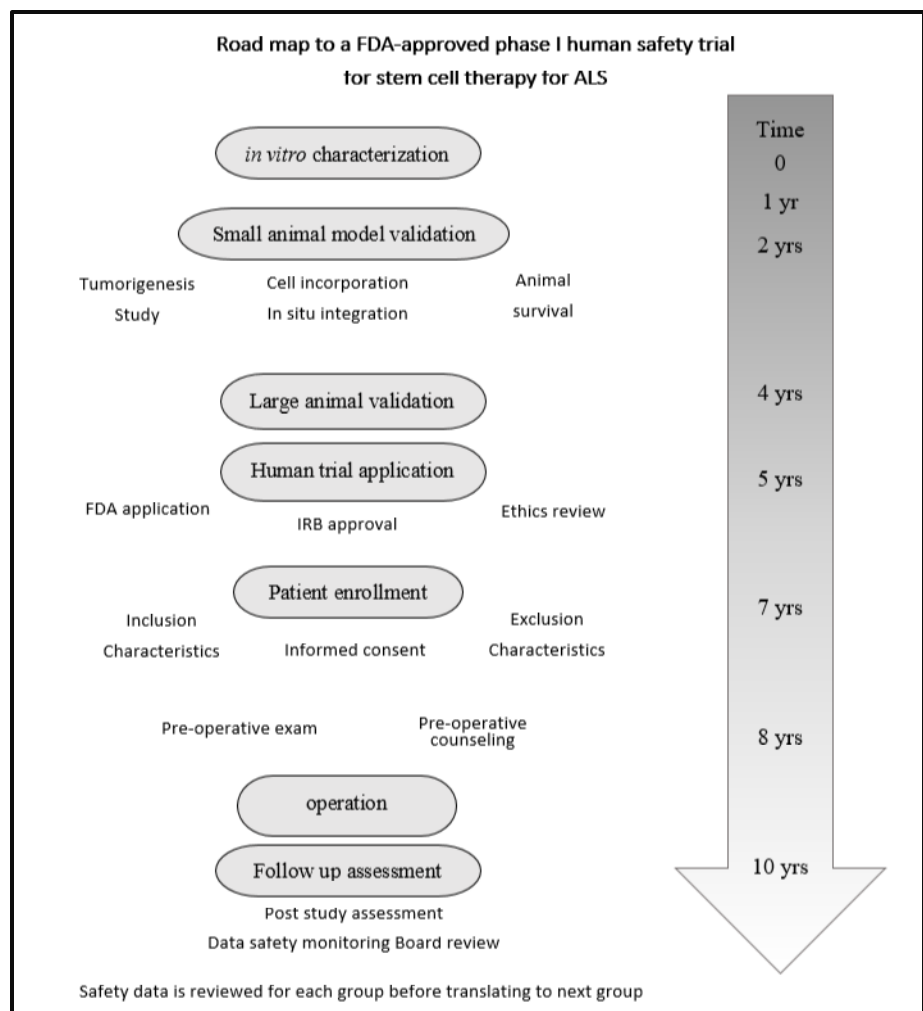 Road map to a FDA-approved phase I human safety trial
for stem cell therapy for ALS
Time
0
in vitro characterization
1 yr
Small animal model validation
2 yrs
Tumorigenesis
Study
Cell incorporation
In situ integration
Animal
survival
Large animal validation
4 yrs
Human trial application
5 yrs
FDA application
IRB approval
Ethics review
Patient enrollment
7 yrs
Inclusion
Characteristics
Informed consent
Exclusion
Characteristics
Pre-operative exam
Pre-operative
counseling
8 yrs
operation
Follow up assessment
10 yrs
Post study assessment
Data safety monitoring Board review
Safety data is reviewed for each group before translating to next group